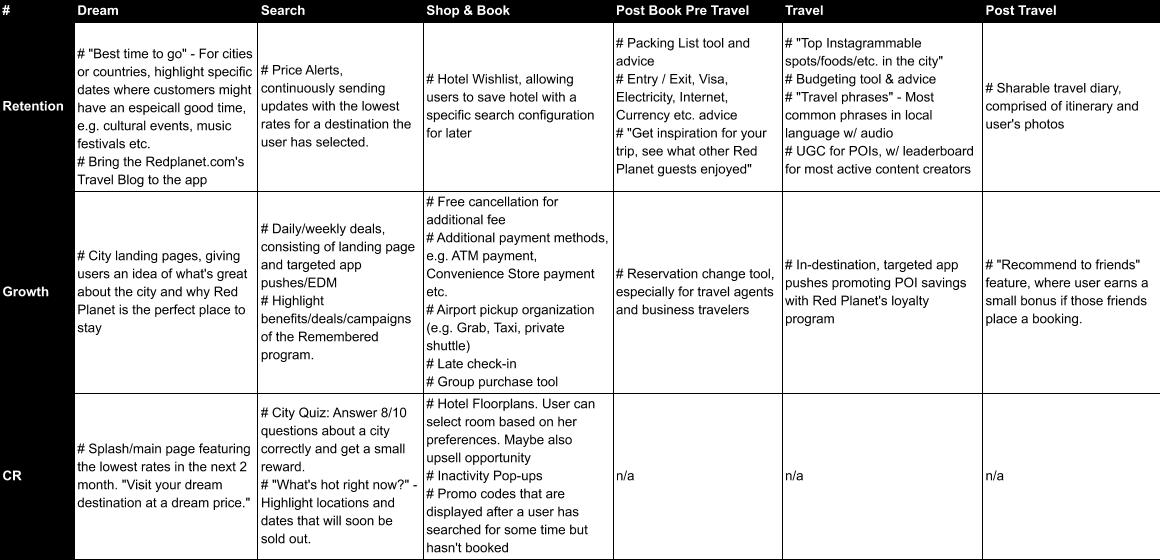 # Dream Search Shop & Book Post Book Pre Travel Travel Post Travel
Retention
# "Best time to go" - For cities
or countries, highlight specific
dates where customers might
have an espeicall good time,
e.g. cultural events, music
festivals etc.
# Bring the Redplanet.com's
Travel Blog to the app
# Price Alerts,
continuously sending
updates with the lowest
rates for a destination the
user has selected.
# Hotel Wishlist, allowing
users to save hotel with a
specific search configuration
for later
# Packing List tool and
advice
# Entry / Exit, Visa,
Electricity, Internet,
Currency etc. advice
# "Get inspiration for your
trip, see what other Red
Planet guests enjoyed"
# "Top Instagrammable
spots/foods/etc. in the city"
# Budgeting tool & advice
# "Travel phrases" - Most
common phrases in local
language w/ audio
# UGC for POIs, w/ leaderboard
for most active content creators
# Sharable travel diary,
comprised of itinerary and
user's photos
Growth
# City landing pages, giving
users an idea of what's great
about the city and why Red
Planet is the perfect place to
stay
# Daily/weekly deals,
consisting of landing page
and targeted app
pushes/EDM
# Highlight
benefits/deals/campaigns
of the Remembered
program.
# Free cancellation for
additional fee
# Additional payment methods,
e.g. ATM payment,
Convenience Store payment
etc.
# Airport pickup organization
(e.g. Grab, Taxi, private
shuttle)
# Late check-in
# Group purchase tool
# Reservation change tool,
especially for travel agents
and business travelers
# In-destination, targeted app
pushes promoting POI savings
with Red Planet's loyalty
program
# "Recommend to friends"
feature, where user earns a
small bonus if those friends
place a booking.
CR
# Splash/main page featuring
the lowest rates in the next 2
month. "Visit your dream
destination at a dream price."
# City Quiz: Answer 8/10
questions about a city
correctly and get a small
reward.
# "What's hot right now?" -
Highlight locations and
dates that will soon be
sold out.
# Hotel Floorplans. User can
select room based on her
preferences. Maybe also
upsell opportunity
# Inactivity Pop-ups
# Promo codes that are
displayed after a user has
searched for some time but
hasn't booked
n/a
n/a
n/a